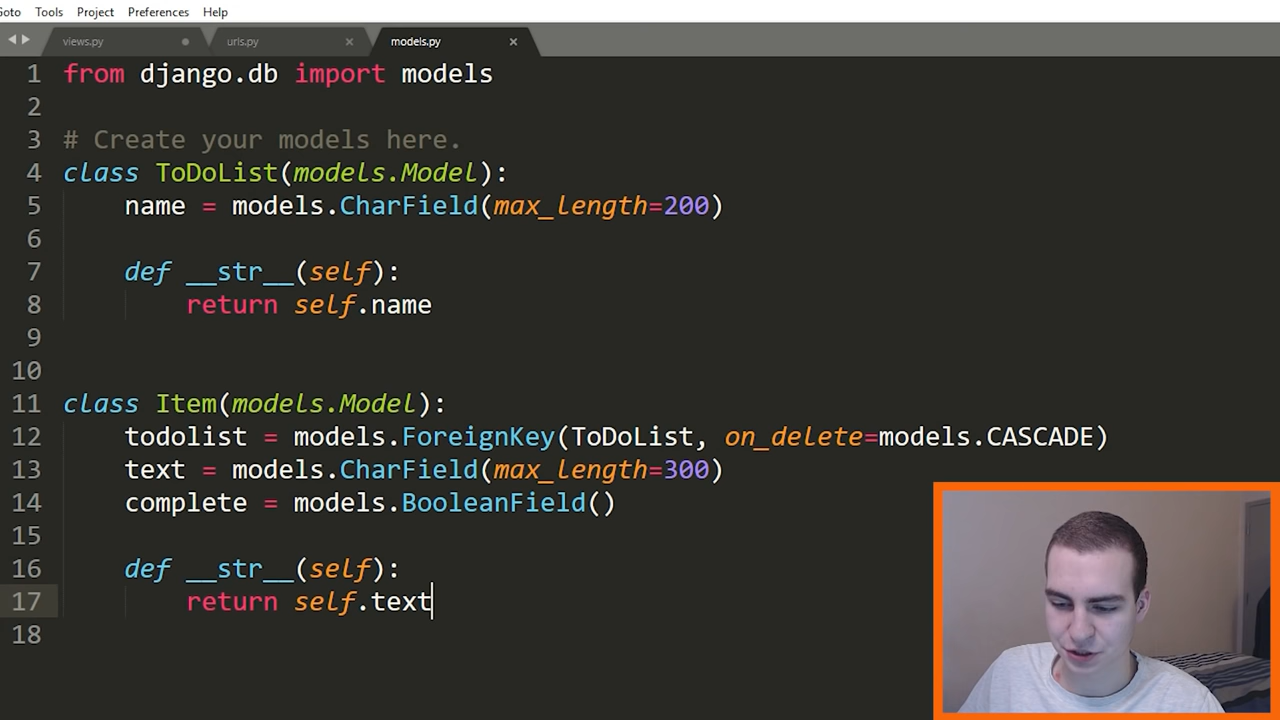 Goto Tools Project Preferences Help
views.py urls.py models.py
1 from django.db import models
2
3 # Create your models here.
4 class ToDoList(models.Model):
5 name = models.CharField(max_length=200)
6
7 def __str__(self):
8 return self.name
9
10
11 class Item(models.Model):
12 todolist = models.ForeignKey(ToDoList, on_delete=models.CASCADE)
13 text = models.CharField(max_length=300)
14 complete = models.BooleanField()
15
16 def __str__(self):
17 return self.text
18